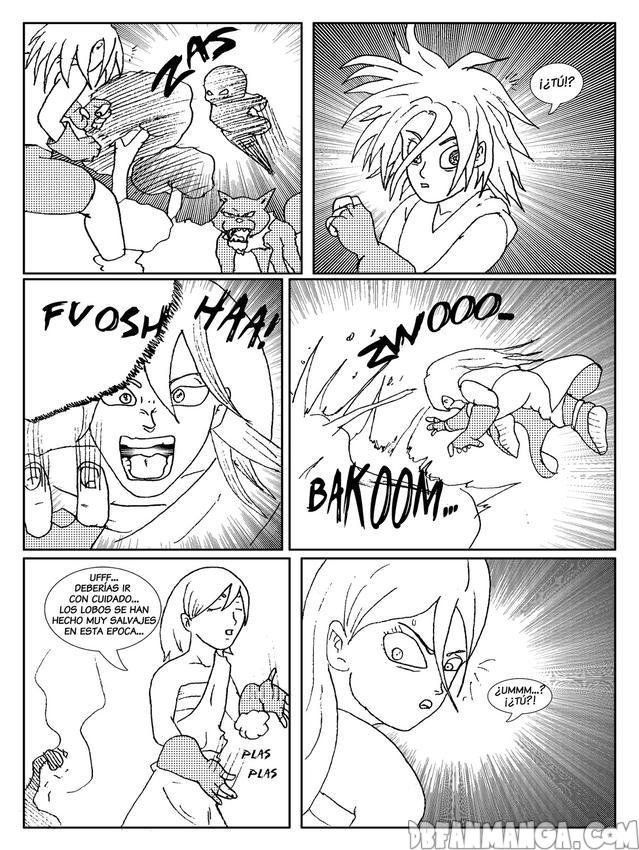 ZAS
¡¿TÚ!?
FUOSH
HAA!
ZVVOOO...
BAKOOM...
UFFF...
DEBERÍAS IR
CON CUIDADO...
LOS LOBOS SE HAN
HECHO MUY SALVAJES
EN ESTA EPOCA...
PLAS
PLAS
¿UMMM...?
¡¿TÚ?!
DBFANMANGA.COM